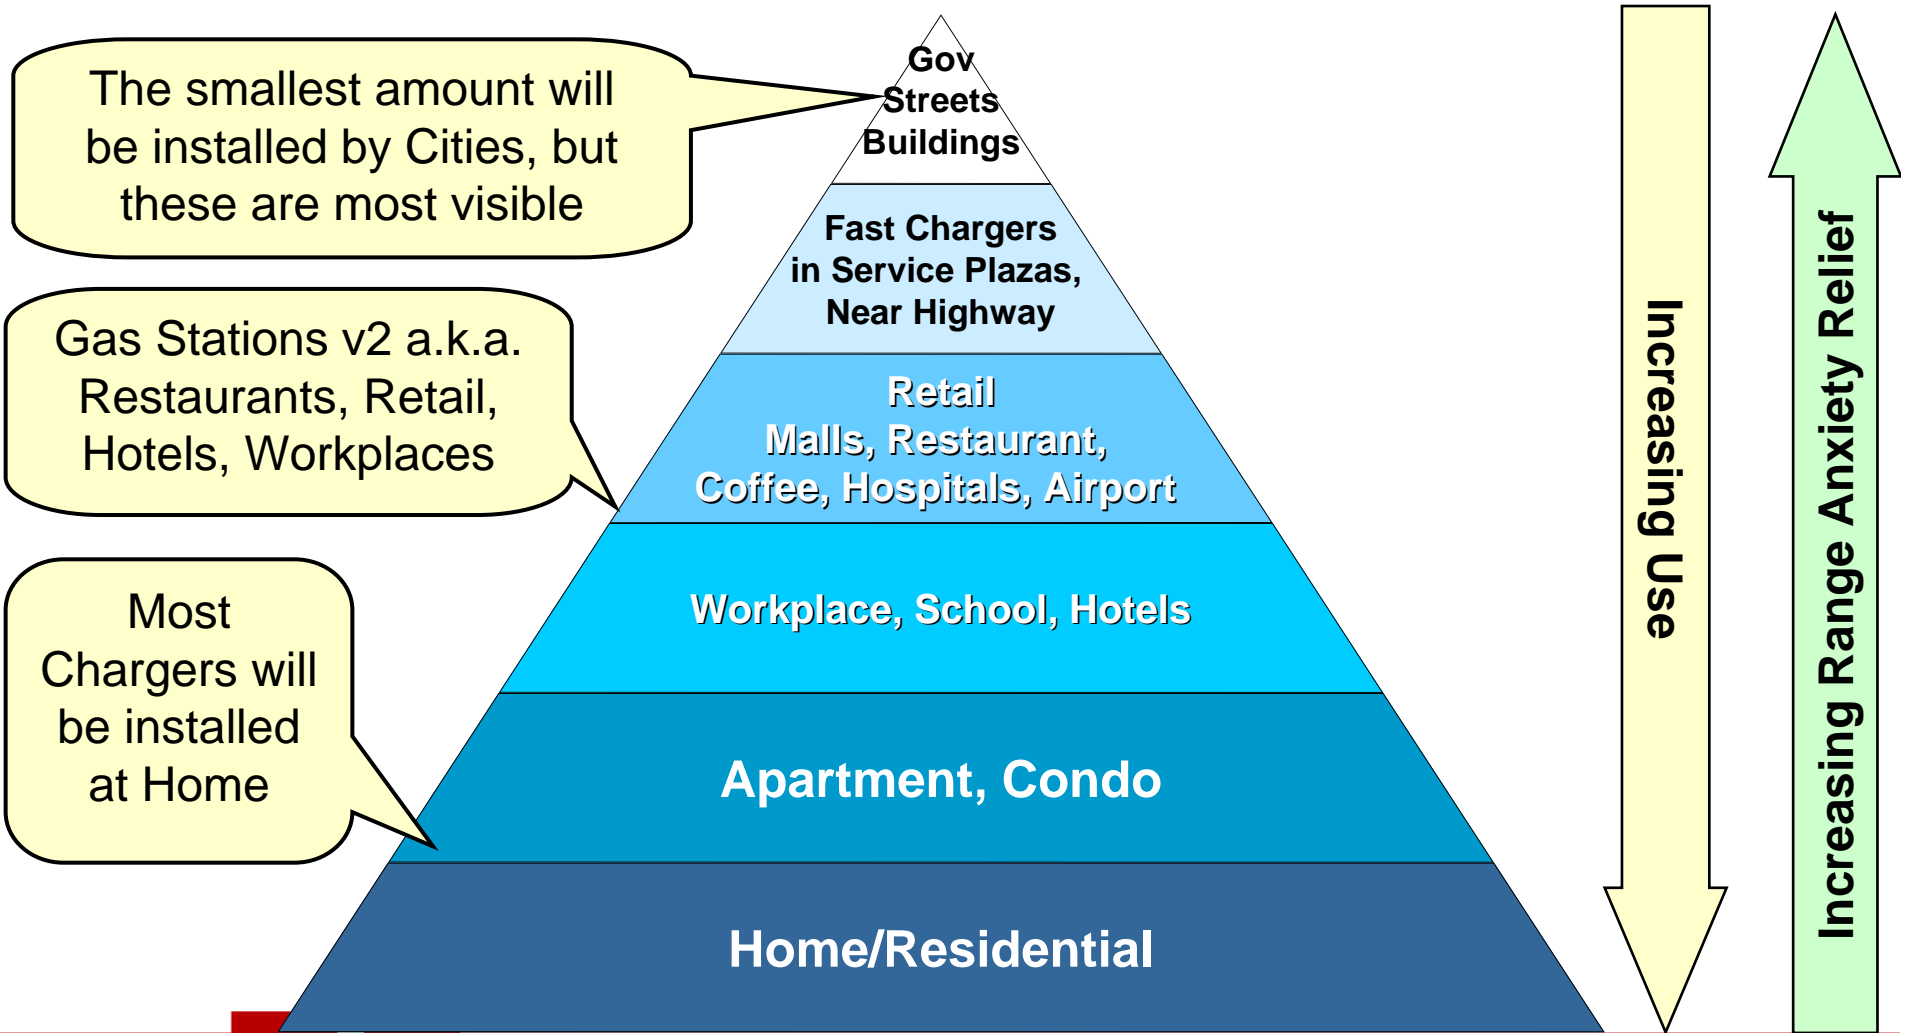 The smallest amount will
be installed by Cities, but
these are most visible
Gas Stations v2 a.k.a.
Restaurants, Retail,
Hotels, Workplaces
Most
Chargers will
be installed
at Home
Gov
Streets
Buildings
Fast Chargers
in Service Plazas,
Near Highway
Retail
Malls, Restaurant,
Coffee, Hospitals, Airport
Workplace, School, Hotels
Apartment, Condo
Home/Residential
Increasing Use
Increasing Range Anxiety Relief